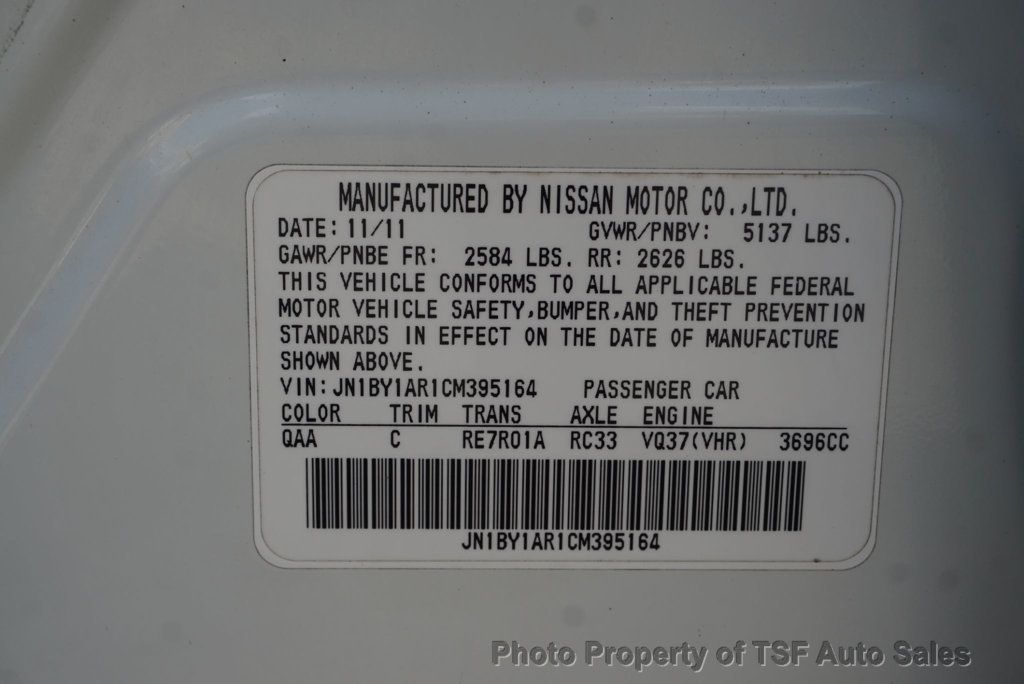 MANUFACTURED BY NISSAN MOTOR CO.,LTD.
DATE: 11/11 GVWR/PNBV: 5137 LBS.
GAWR/PNBE FR: 2584 LBS. RR: 2626 LBS.
THIS VEHICLE CONFORMS TO ALL APPLICABLE FEDERAL
MOTOR VEHICLE SAFETY,BUMPER,AND THEFT PREVENTION
STANDARDS IN EFFECT ON THE DATE OF MANUFACTURE
SHOWN ABOVE.
VIN:JN1BY1AR1CM395164 PASSENGER CAR
COLOR TRIM TRANS AXLE ENGINE
QAA C RE7R01A RC33 VQ37(VHR) 3696CC
JN1BY1AR1CM395164
Photo Property of TSF Auto Sales